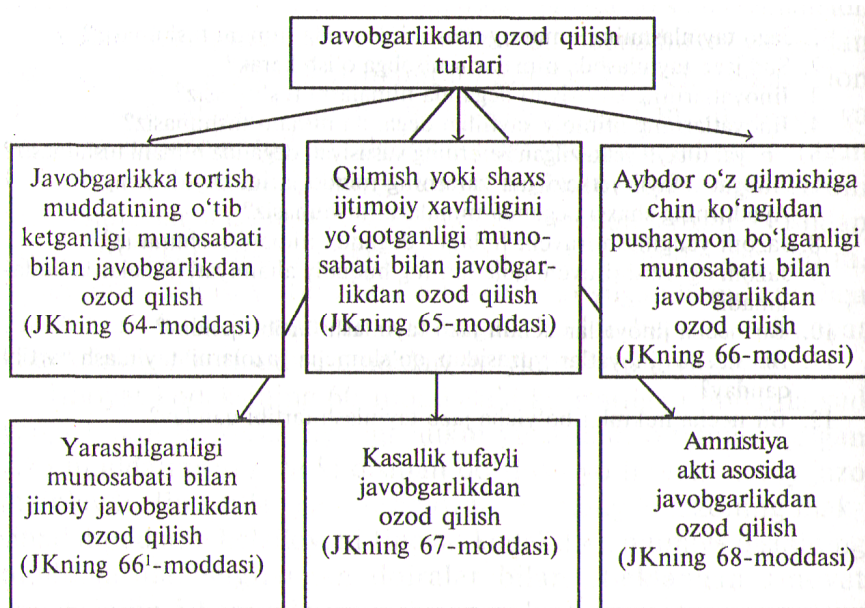 Javobgarlikdan ozod qilish
turlari
Javobgarlikka tortish
muddatining o‘tib
ketganligi munosabati
bilan javobgarlikdan
ozod qilish
(JKning 64-moddasi)
Qilmish yoki shaxs
ijtimoiy xavfliligini
yo‘qotganligi muno-
sabati bilan javobgar-
likdan ozod qilish
(JKning 65-moddasi)
Aybdor o‘z qilmishiga
chin ko‘ngildan
pushaymon bo‘lganligi
munosabati bilan
javobgarlikdan
ozod qilish
(JKning 66-moddasi)
Yarashilganligi
munosabati bilan
jinoiy javobgarlikdan
ozod qilish
(JKning 66¹-moddasi)
Kasallik tufayli
javobgarlikdan
ozod qilish
(JKning 67-moddasi)
Amnistiya
akti asosida
javobgarlikdan
ozod qilish
(JKning 68-moddasi)